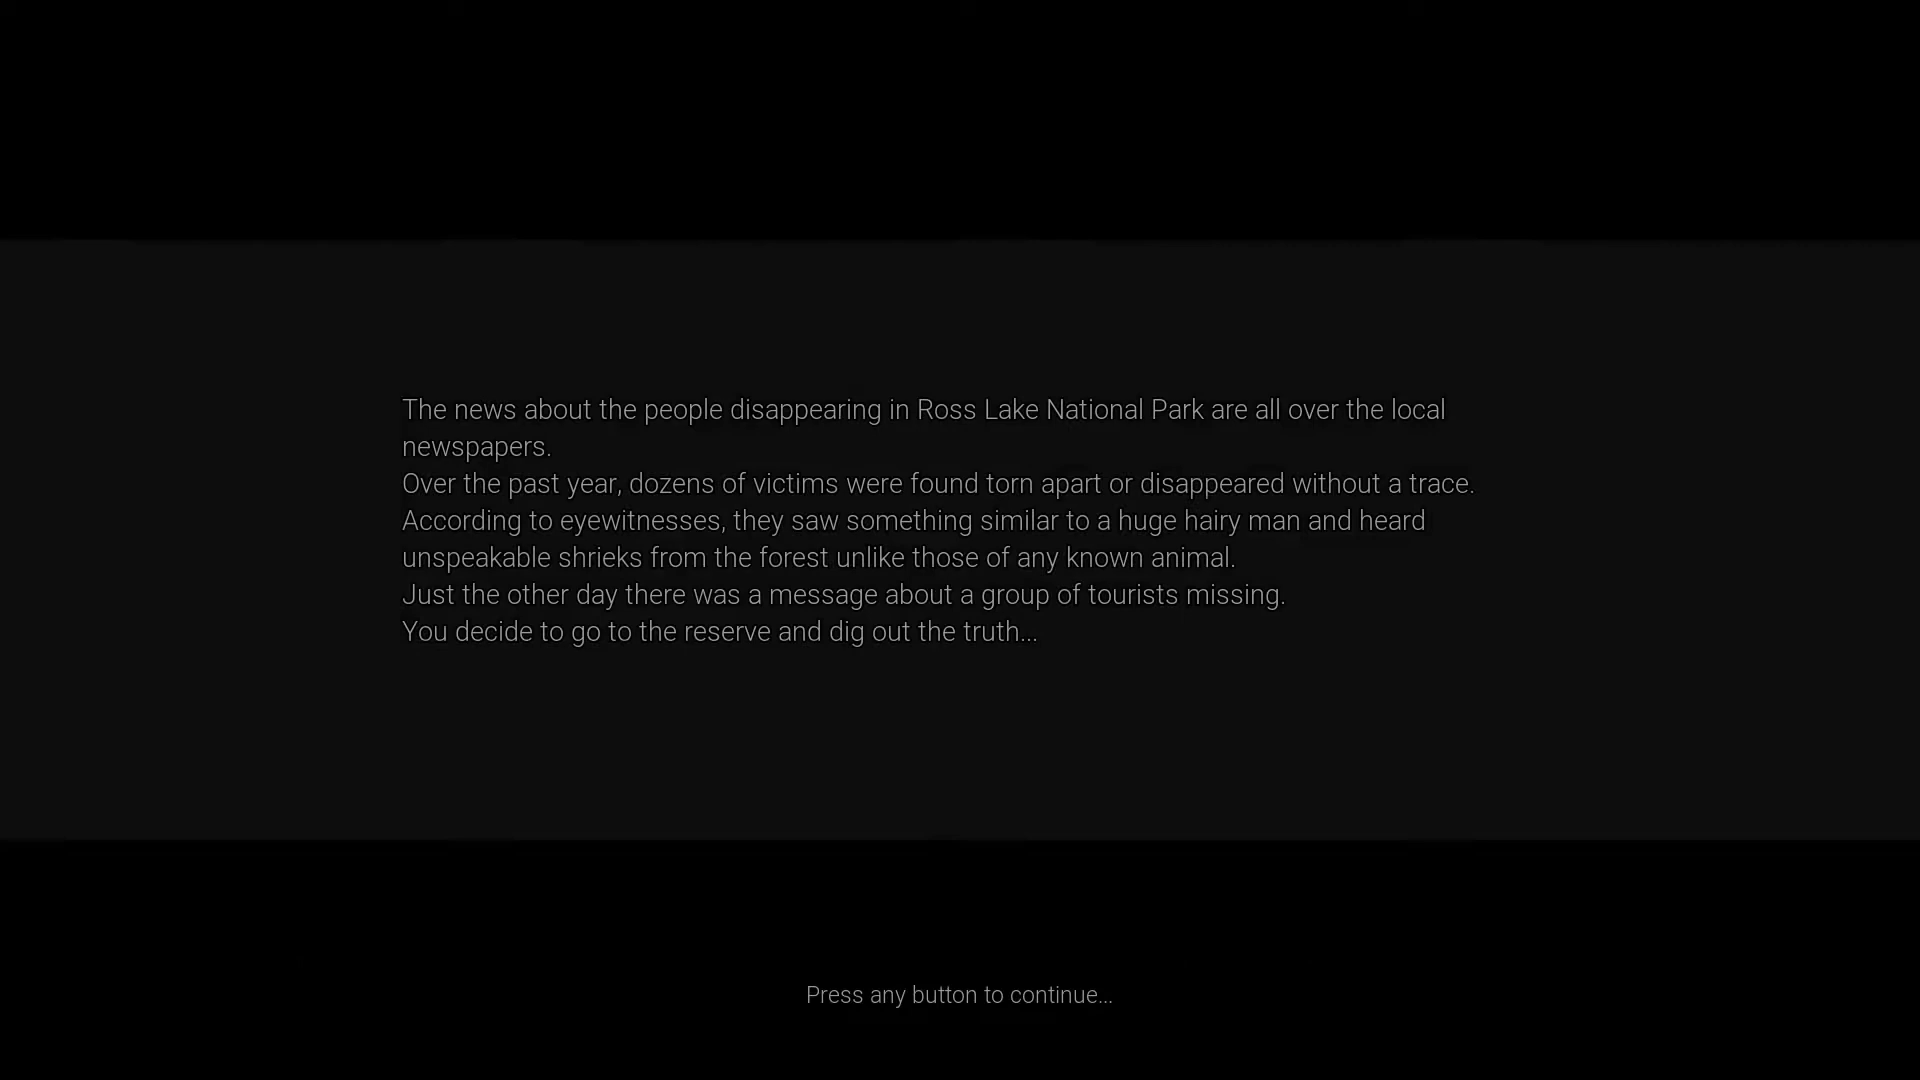 The news about the people disappearing in Ross Lake National Park are all over the local
newspapers.
Over the past year, dozens of victims were found torn apart or disappeared without a trace.
According to eyewitnesses, they saw something similar to a huge hairy man and heard
unspeakable shrieks from the forest unlike those of any known animal.
Just the other day there was a message about a group of tourists missing.
You decide to go to the reserve and dig out the truth...
Press any button to continue...